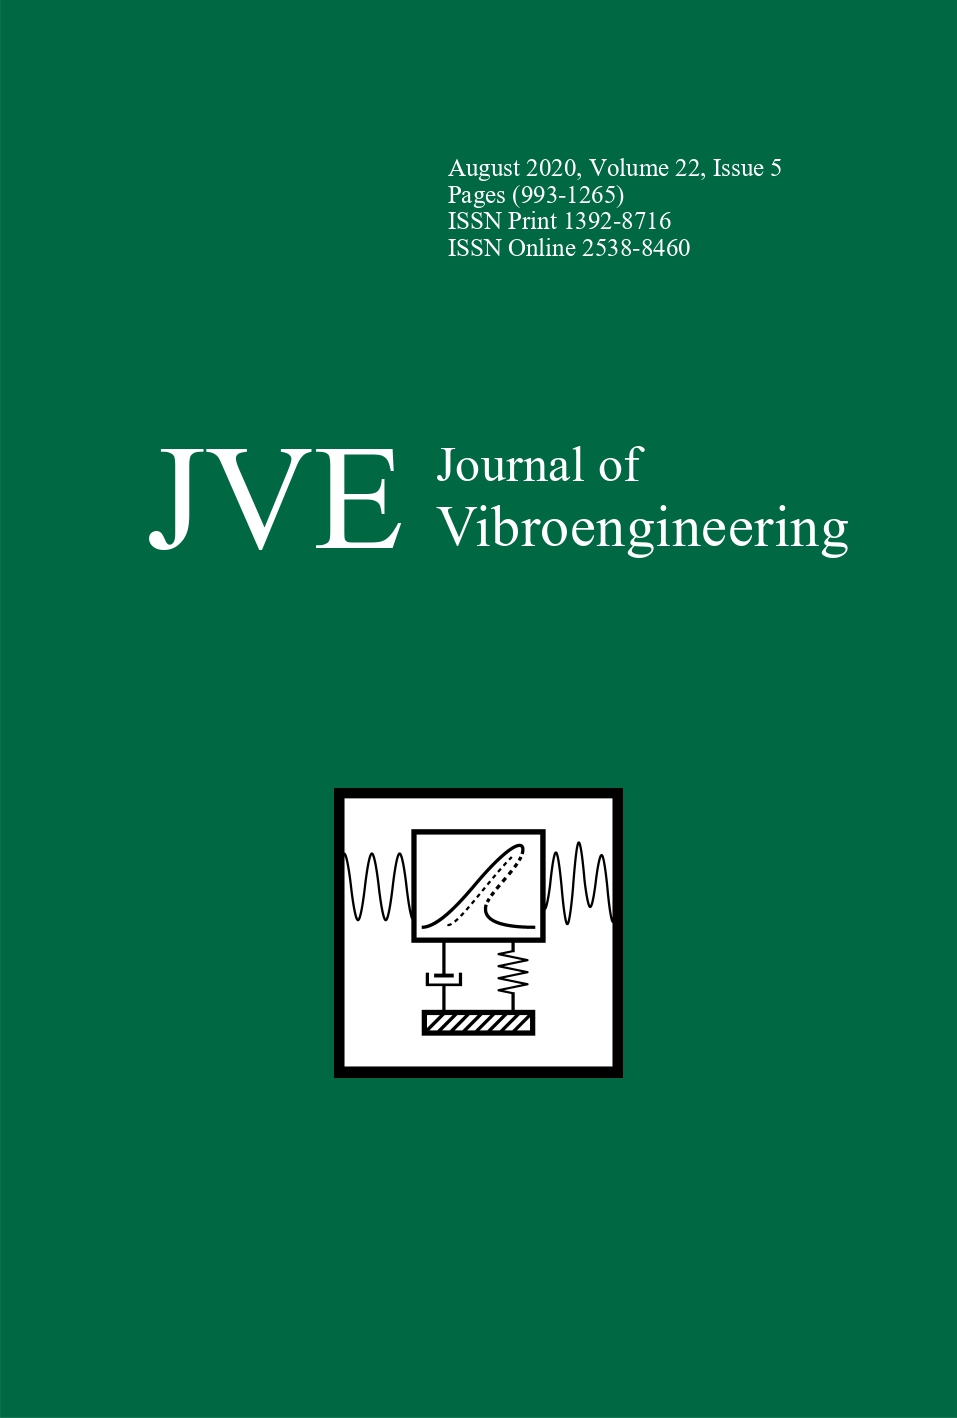 August 2020, Volume 22, Issue 5
Pages (993-1265)
ISSN Print 1392-8716
ISSN Online 2538-8460
JVE
Journal of
Vibroengineering